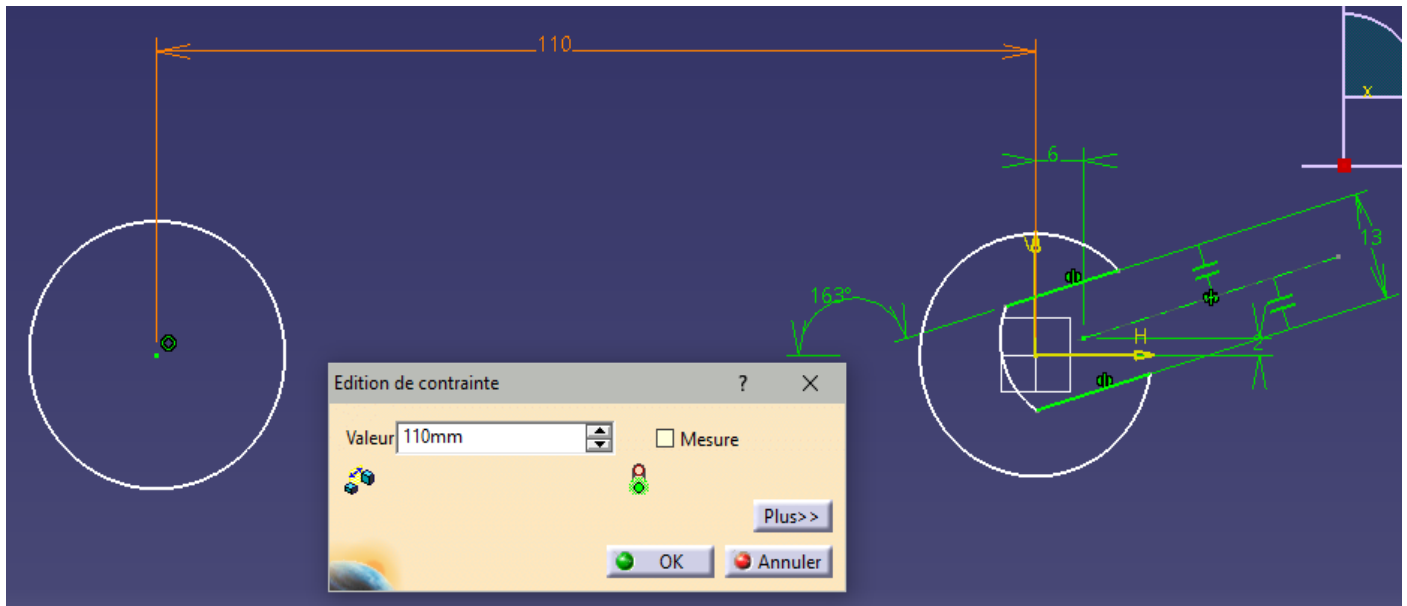 110
x
6
13
163°
V
H
2
Edition de contrainte ? X
Valeur 110mm Mesure
Plus>>
OK Annuler